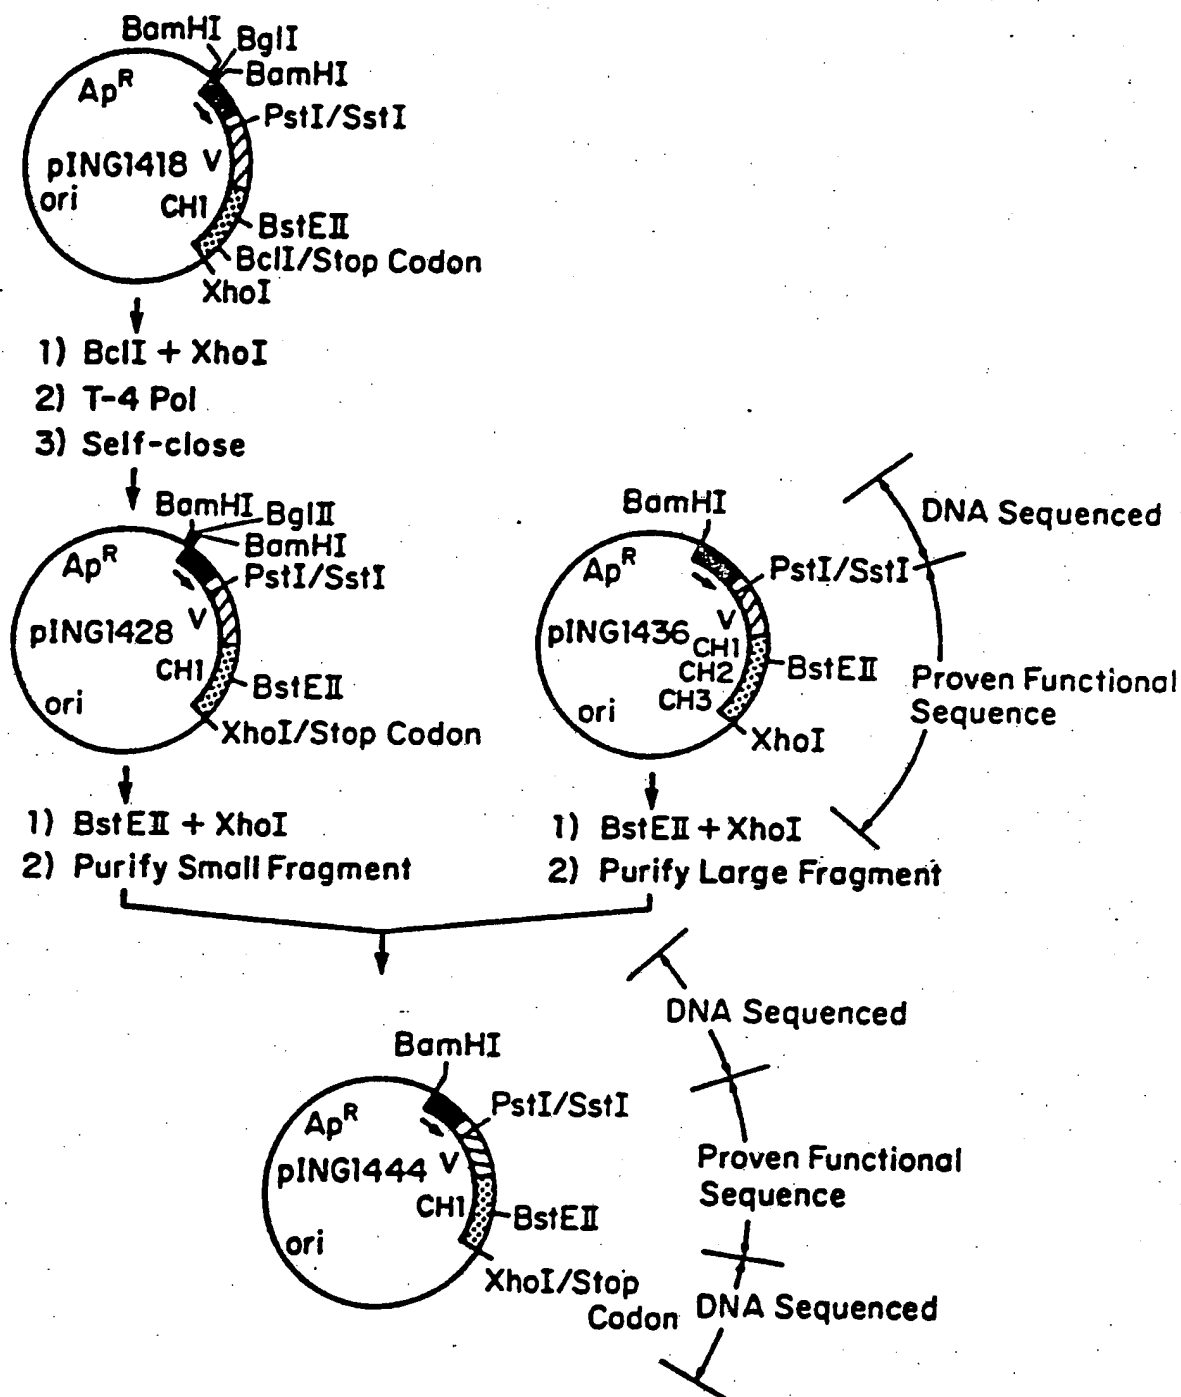 BamHI
BglI
BamHI
Ap^R
PstI/SstI
pING1418
V
ori
CH1
BstEII
BclI/Stop Codon
XhoI
1) BclI + XhoI
2) T-4 Pol
3) Self-close
BamHI
BglII
BamHI
Ap^R
PstI/SstI
V
pING1428
CH1
BstEII
ori
XhoI/Stop Codon
BamHI
Ap^R
PstI/SstI
V
pING1436
CH1
CH2
BstEII
CH3
ori
XhoI
DNA Sequenced
Proven Functional
Sequence
1) BstEII + XhoI
2) Purify Small Fragment
1) BstEII + XhoI
2) Purify Large Fragment
BamHI
Ap^R
PstI/SstI
V
pING1444
CH1
BstEII
ori
XhoI/Stop
Codon
DNA Sequenced
Proven Functional
Sequence
DNA Sequenced